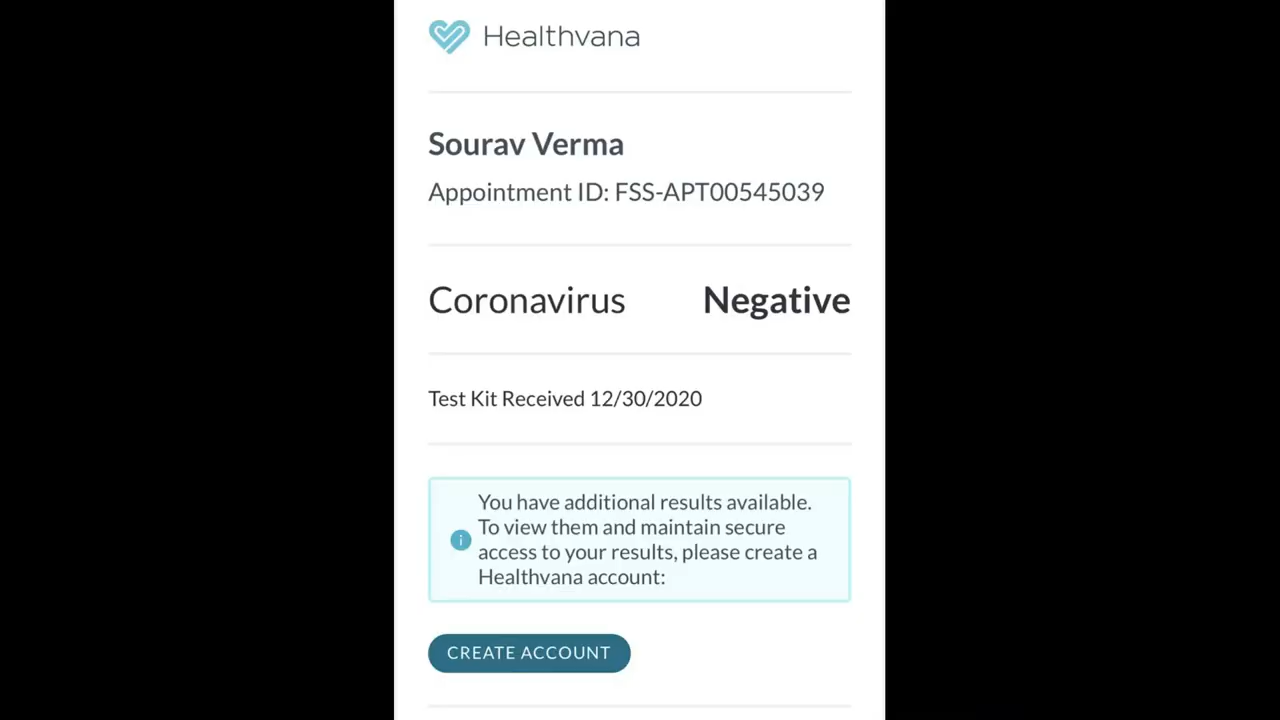 Healthvana
Sourav Verma
Appointment ID: FSS-APT00545039
Coronavirus Negative
Test Kit Received 12/30/2020
You have additional results available.
To view them and maintain secure
access to your results, please create a
Healthvana account:
CREATE ACCOUNT